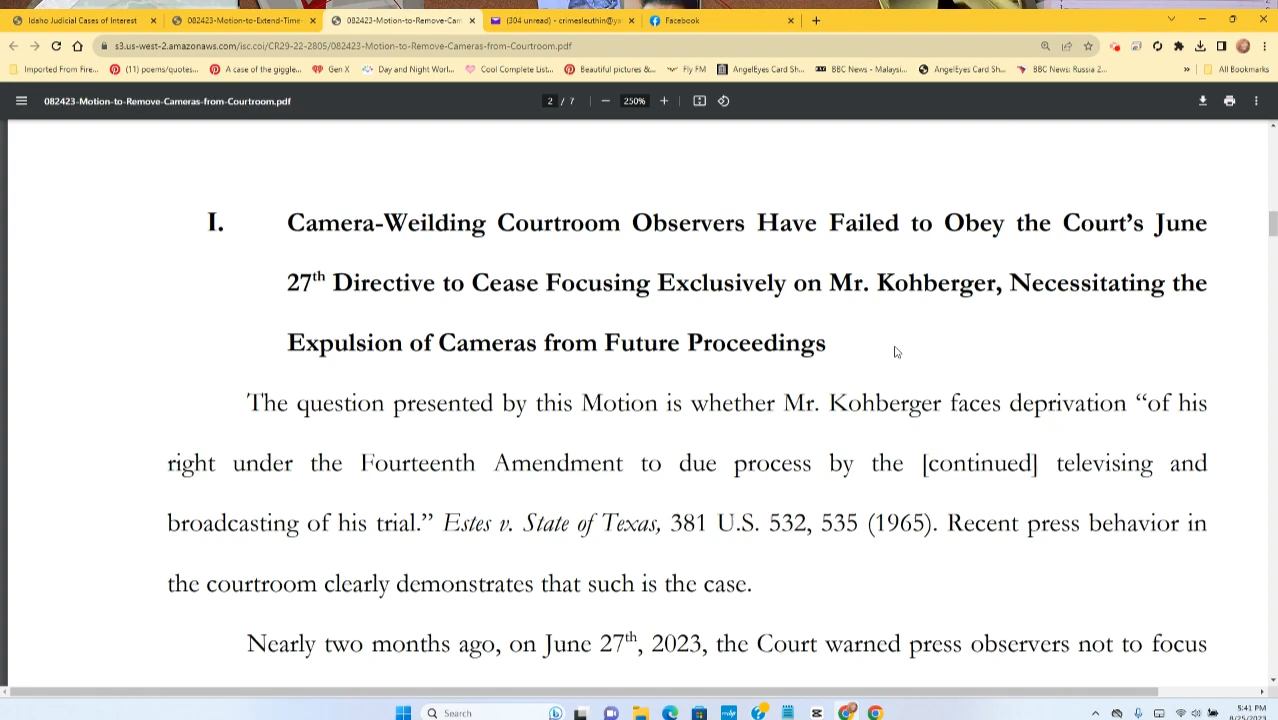 Idaho Judicial Cases of Interest
082423-Motion-to-Extend-Time-
082423-Motion-to-Remove-Cam
(304 unread) - crimesleuthin@ya
Facebook
s3.us-west-2.amazonaws.com/isc.coi/CR29-22-2805/082423-Motion-to-Remove-Cameras-from-Courtroom.pdf
Imported From Fire...
(11) poems/quotes...
A case of the giggle...
Gen X
Day and Night Worl...
Cool Complete List...
Beautiful pictures &...
Fly FM
AngelEyes Card Sh...
BBC News - Malaysi...
AngelEyes Card Sh...
BBC News: Russia 2...
»
All Bookmarks
082423-Motion-to-Remove-Cameras-from-Courtroom.pdf
2 / 7
250%
I. Camera-Weilding Courtroom Observers Have Failed to Obey the Court’s June
27th Directive to Cease Focusing Exclusively on Mr. Kohberger, Necessitating the
Expulsion of Cameras from Future Proceedings
The question presented by this Motion is whether Mr. Kohberger faces deprivation “of his
right under the Fourteenth Amendment to due process by the [continued] televising and
broadcasting of his trial.” Estes v. State of Texas, 381 U.S. 532, 535 (1965). Recent press behavior in
the courtroom clearly demonstrates that such is the case.
Nearly two months ago, on June 27th, 2023, the Court warned press observers not to focus
Search
5:41 PM
8/25/2023